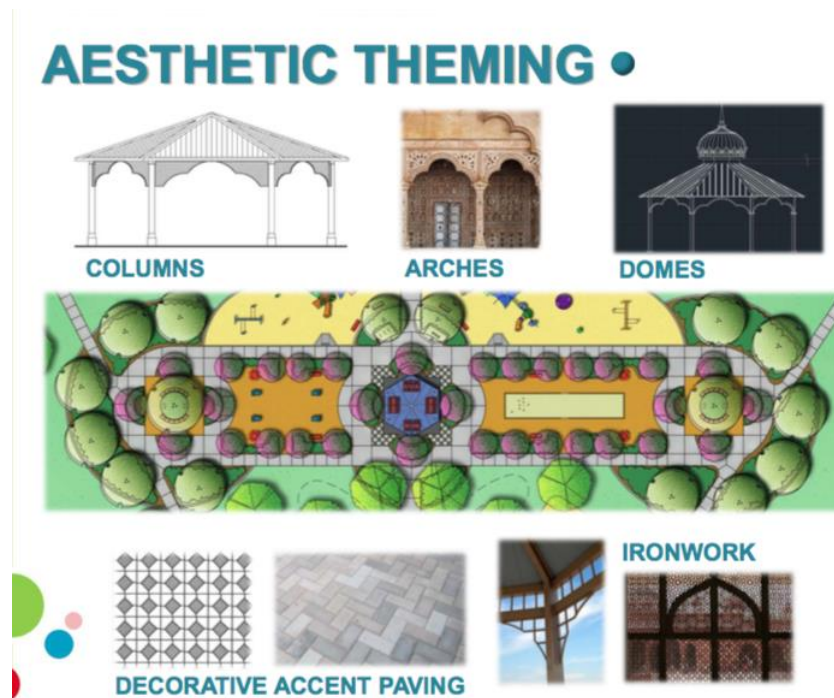 AESTHETIC THEMING
COLUMNS
ARCHES
DOMES
IRONWORK
DECORATIVE ACCENT PAVING